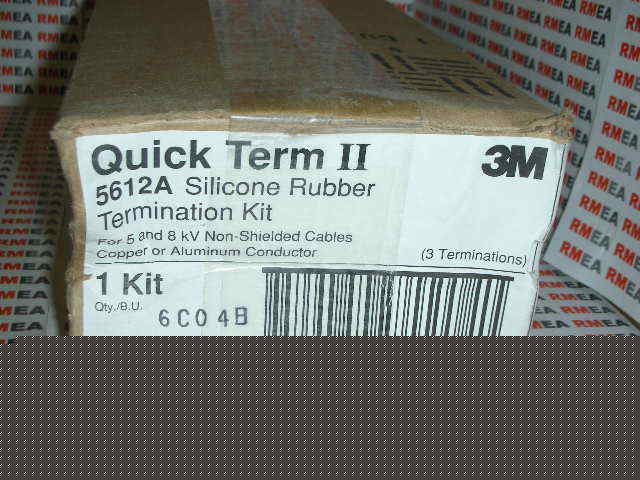 Quick Term II
3M
5612A Silicone Rubber
Termination Kit
For 5 and 8 kV Non-Shielded Cables
Copper or Aluminum Conductor
(3 Terminations)
1 Kit
Qty./B.U.
6C04B